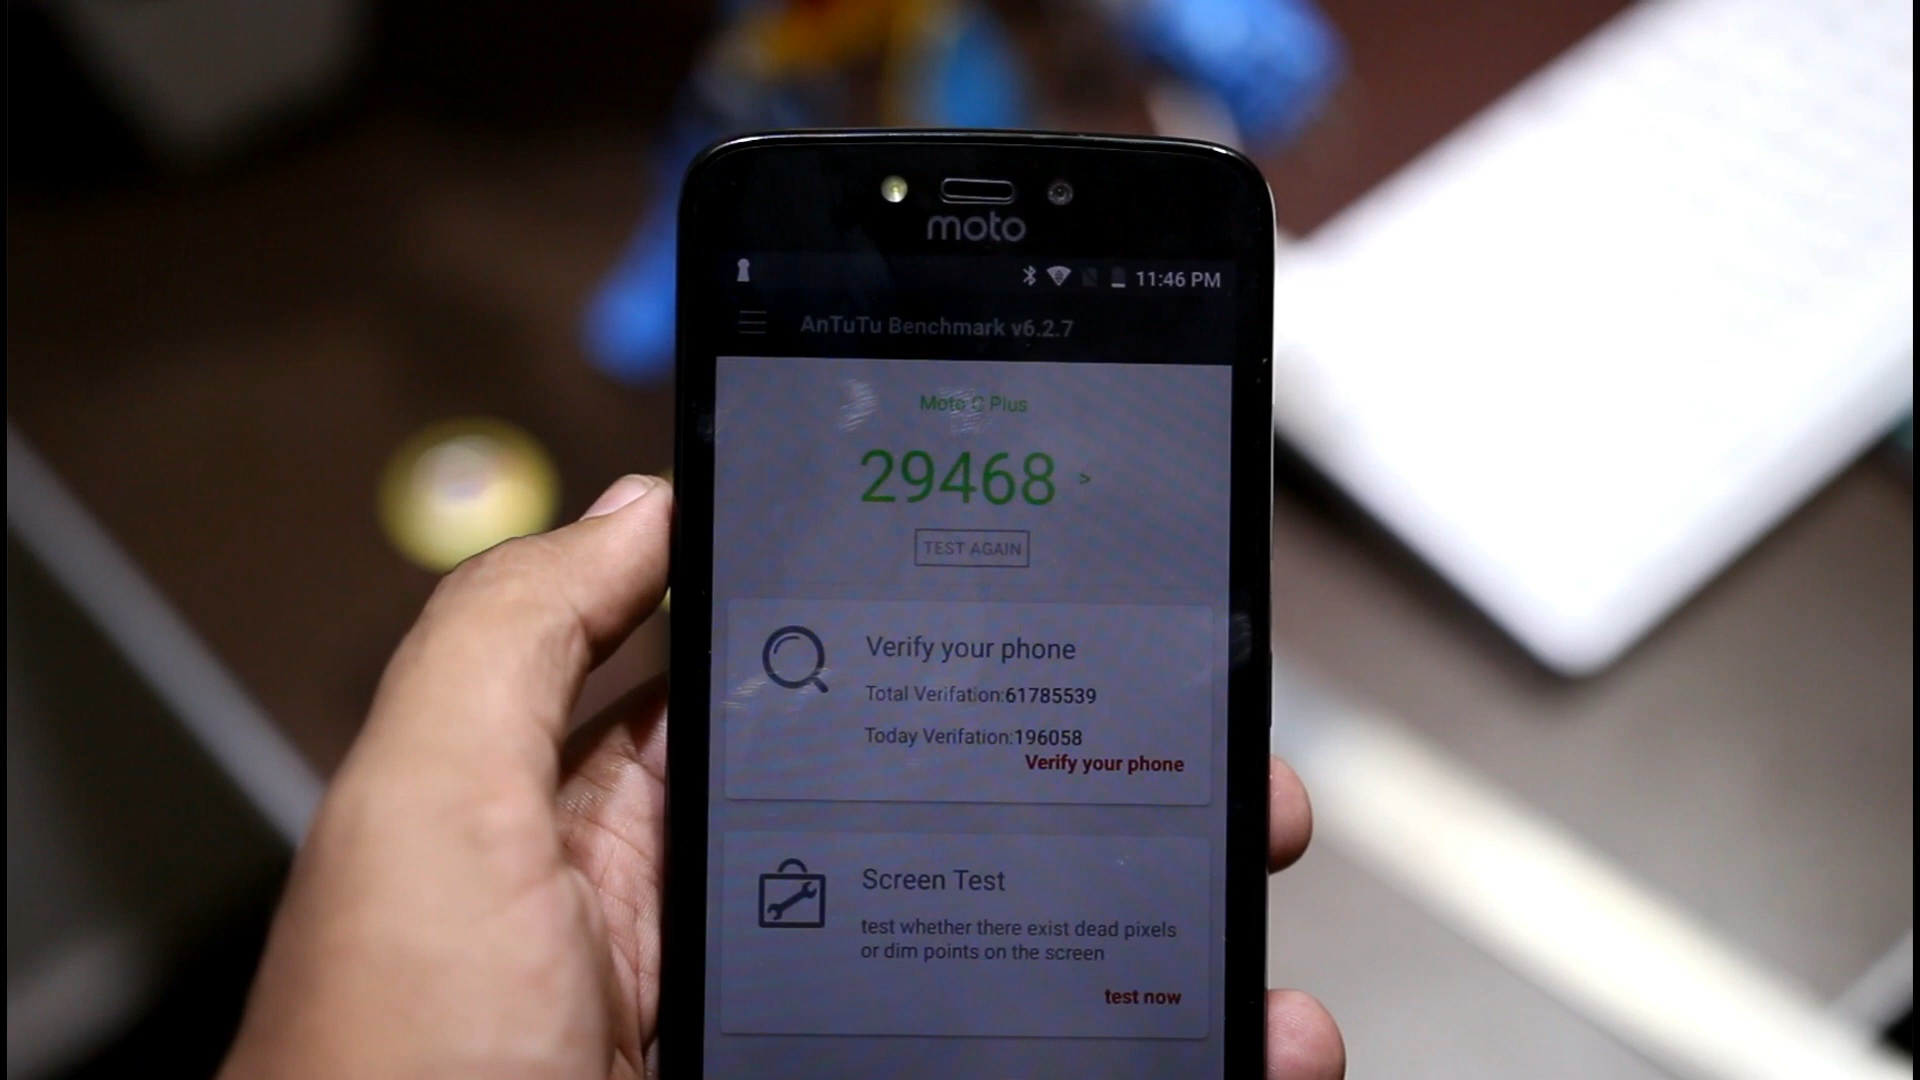 moto
11:46 PM
AnTuTu Benchmark v6.2.7
Moto C Plus
29468 >
TEST AGAIN
Verify your phone
Total Verifation:61785539
Today Verifation:196058
Verify your phone
Screen Test
test whether there exist dead pixels
or dim points on the screen
test now